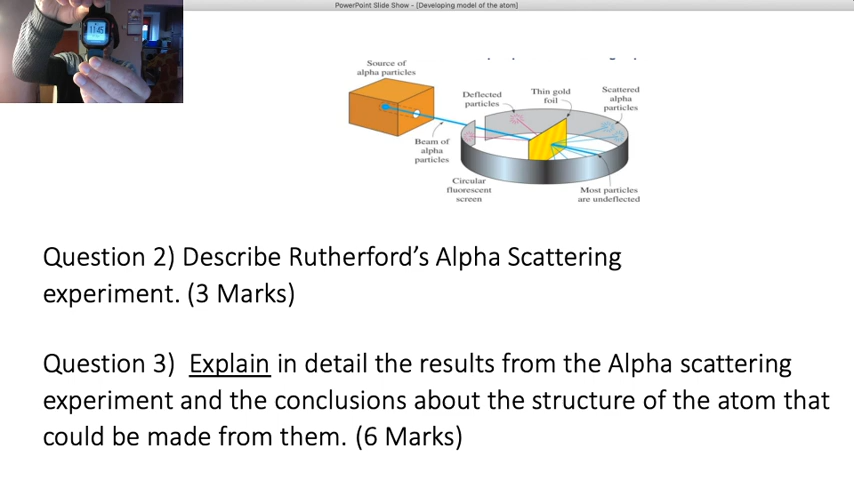 PowerPoint Slide Show - [Developing model of the atom]
11:45
Source of
alpha particles
Deflected
particles
Thin gold
foil
Scattered
alpha
particles
Beam of
alpha
particles
Circular
fluorescent
screen
Most particles
are undeflected
Question 2) Describe Rutherford's Alpha Scattering
experiment. (3 Marks)
Question 3) Explain in detail the results from the Alpha scattering
experiment and the conclusions about the structure of the atom that
could be made from them. (6 Marks)